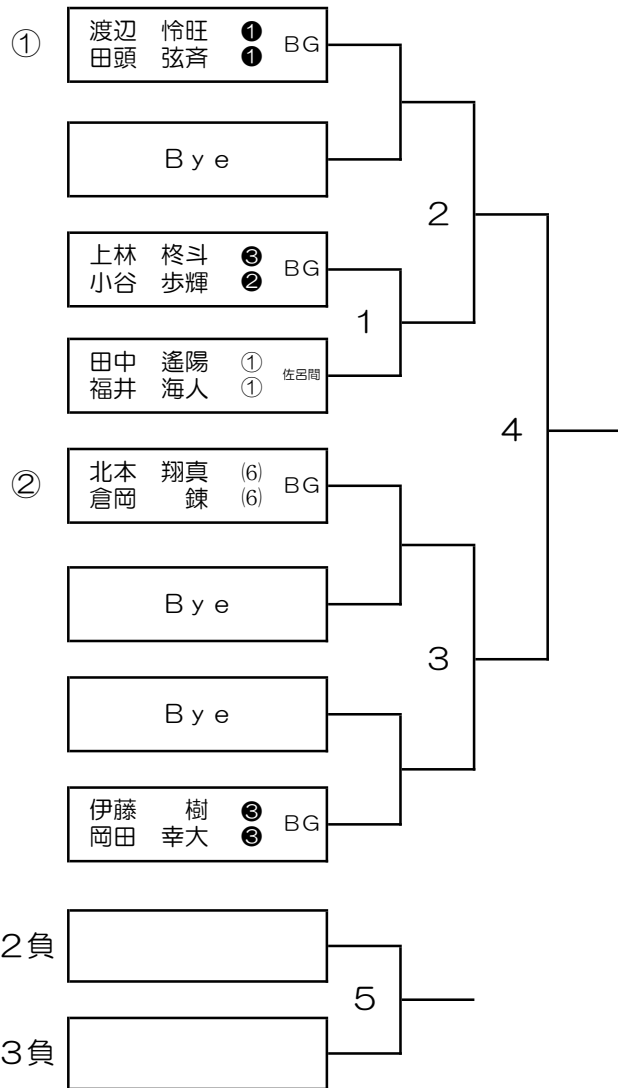 ①
渡辺 怜旺 ❶ BG
田頭 弦斉 ❶
Bye
2
上林 柊斗 ❸ BG
小谷 歩輝 ❷
1
田中 遙陽 ① 佐呂間
福井 海人 ①
4
②
北本 翔真 (6) BG
倉岡 錬 (6)
Bye
3
Bye
伊藤 樹 ❸ BG
岡田 幸大 ❸
2負
5
3負